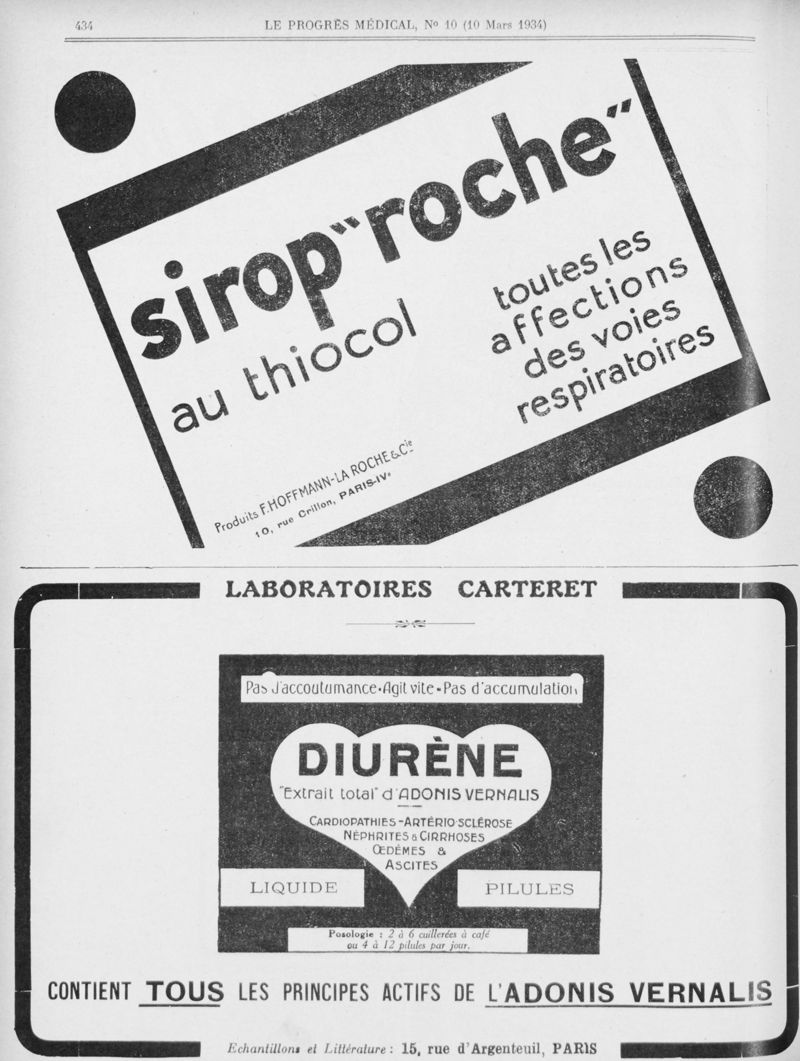 434
LE PROGRÈS MÉDICAL, Nº 10 (10 Mars 1934)
sirop "roche"
au thiocol
toutes les
affections
des voies
respiratoires
Produits F. HOFFMANN-LA ROCHE & Cie
10, rue Crillon, PARIS-IVe
LABORATOIRES CARTERET
Pas d'accoutumance - Agit vite - Pas d'accumulation
DIURÈNE
"Extrait total" d'ADONIS VERNALIS
CARDIOPATHIES - ARTÉRIO-SCLÉROSE
NÉPHRITES & CIRRHOSES
ŒDÉMES &
ASCITES
LIQUIDE
PILULES
Posologie : 2 à 6 cuillerées à café
ou 4 à 12 pilules par jour.
CONTIENT TOUS LES PRINCIPES ACTIFS DE L'ADONIS VERNALIS
Echantillons et Littérature : 15, rue d'Argenteuil, PARIS